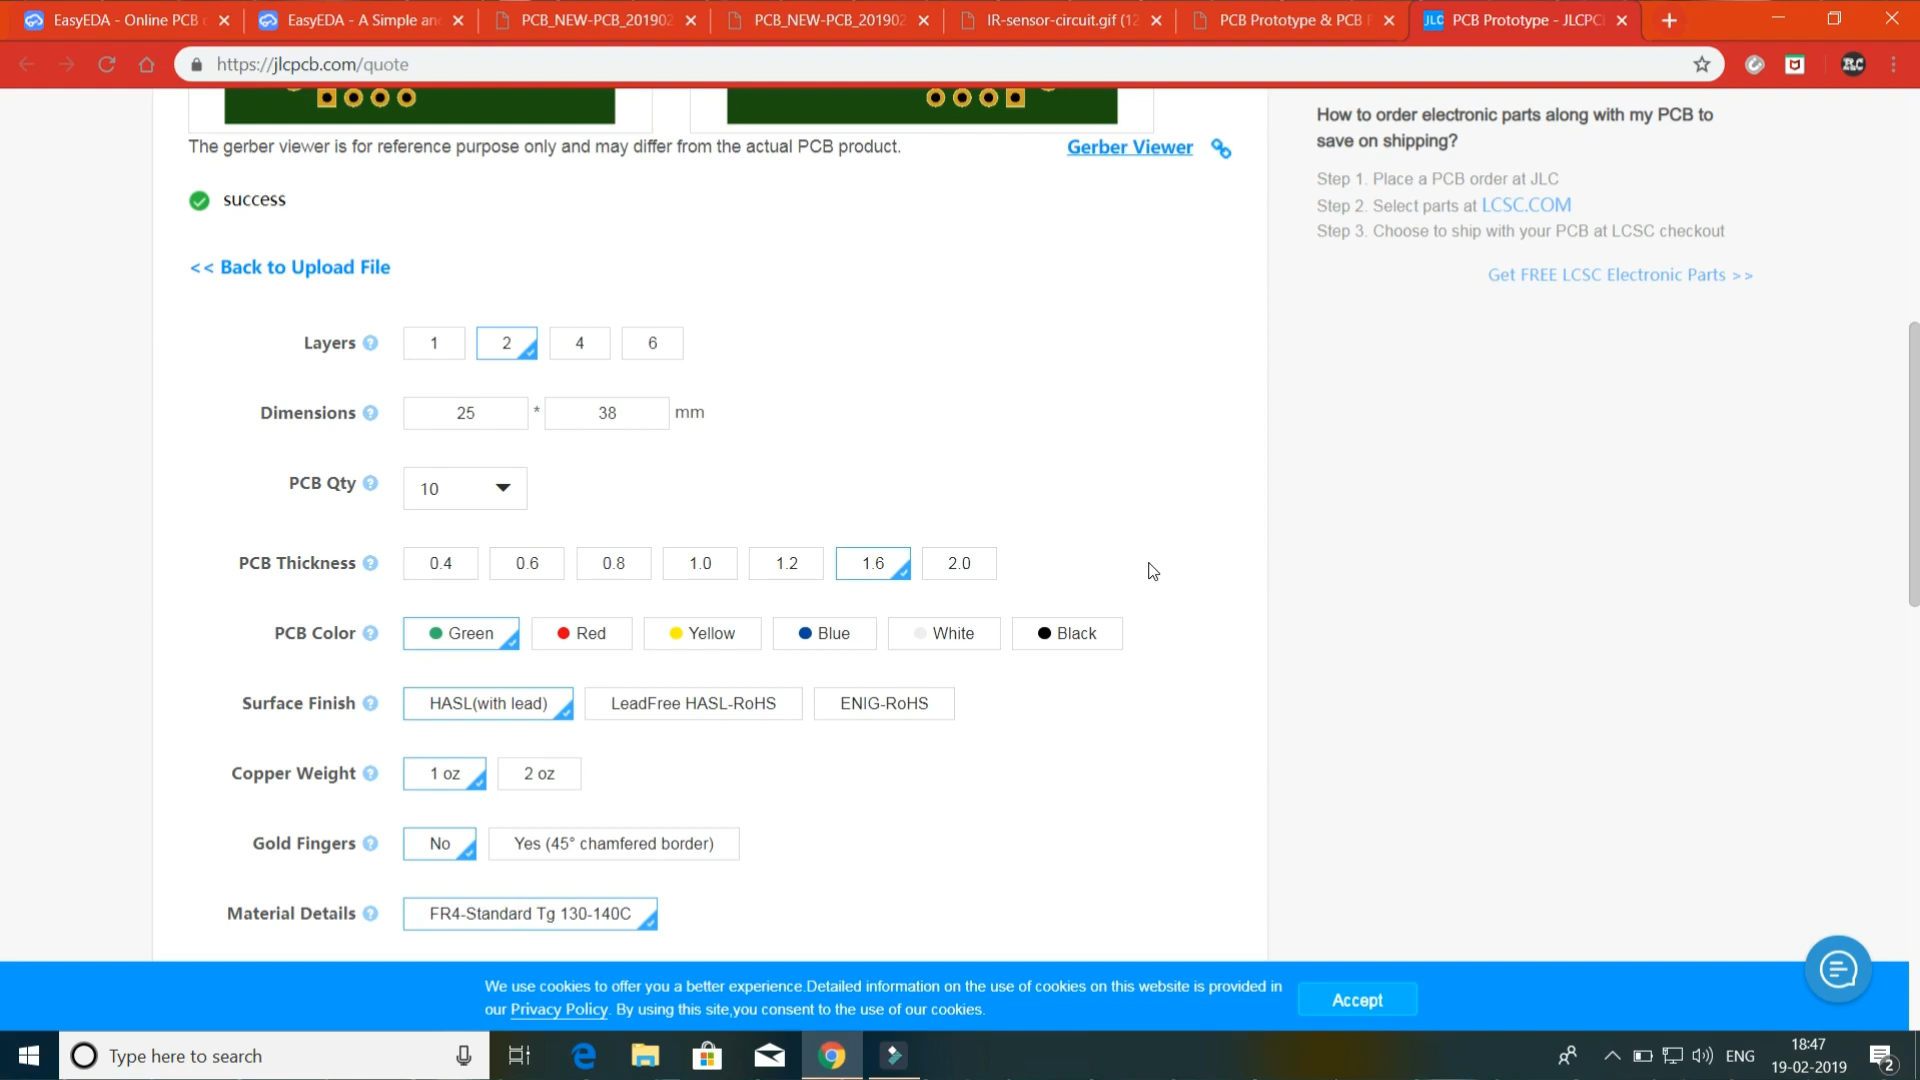 EasyEDA - Online PCB
EasyEDA - A Simple an
PCB_NEW-PCB_201902
PCB_NEW-PCB_201902
IR-sensor-circuit.gif (12
PCB Prototype & PCB F
JLC PCB Prototype - JLCPC
https://jlcpcb.com/quote
The gerber viewer is for reference purpose only and may differ from the actual PCB product.
Gerber Viewer
success
<< Back to Upload File
Layers ? 1 2 4 6
Dimensions ? 25 * 38 mm
PCB Qty ? 10
PCB Thickness ? 0.4 0.6 0.8 1.0 1.2 1.6 2.0
PCB Color ? Green Red Yellow Blue White Black
Surface Finish ? HASL(with lead) LeadFree HASL-RoHS ENIG-RoHS
Copper Weight ? 1 oz 2 oz
Gold Fingers ? No Yes (45° chamfered border)
Material Details ? FR4-Standard Tg 130-140C
How to order electronic parts along with my PCB to
save on shipping?
Step 1. Place a PCB order at JLC
Step 2. Select parts at LCSC.COM
Step 3. Choose to ship with your PCB at LCSC checkout
Get FREE LCSC Electronic Parts >>
We use cookies to offer you a better experience.Detailed information on the use of cookies on this website is provided in
our Privacy Policy. By using this site,you consent to the use of our cookies.
Accept
Type here to search
ENG
18:47
19-02-2019
2